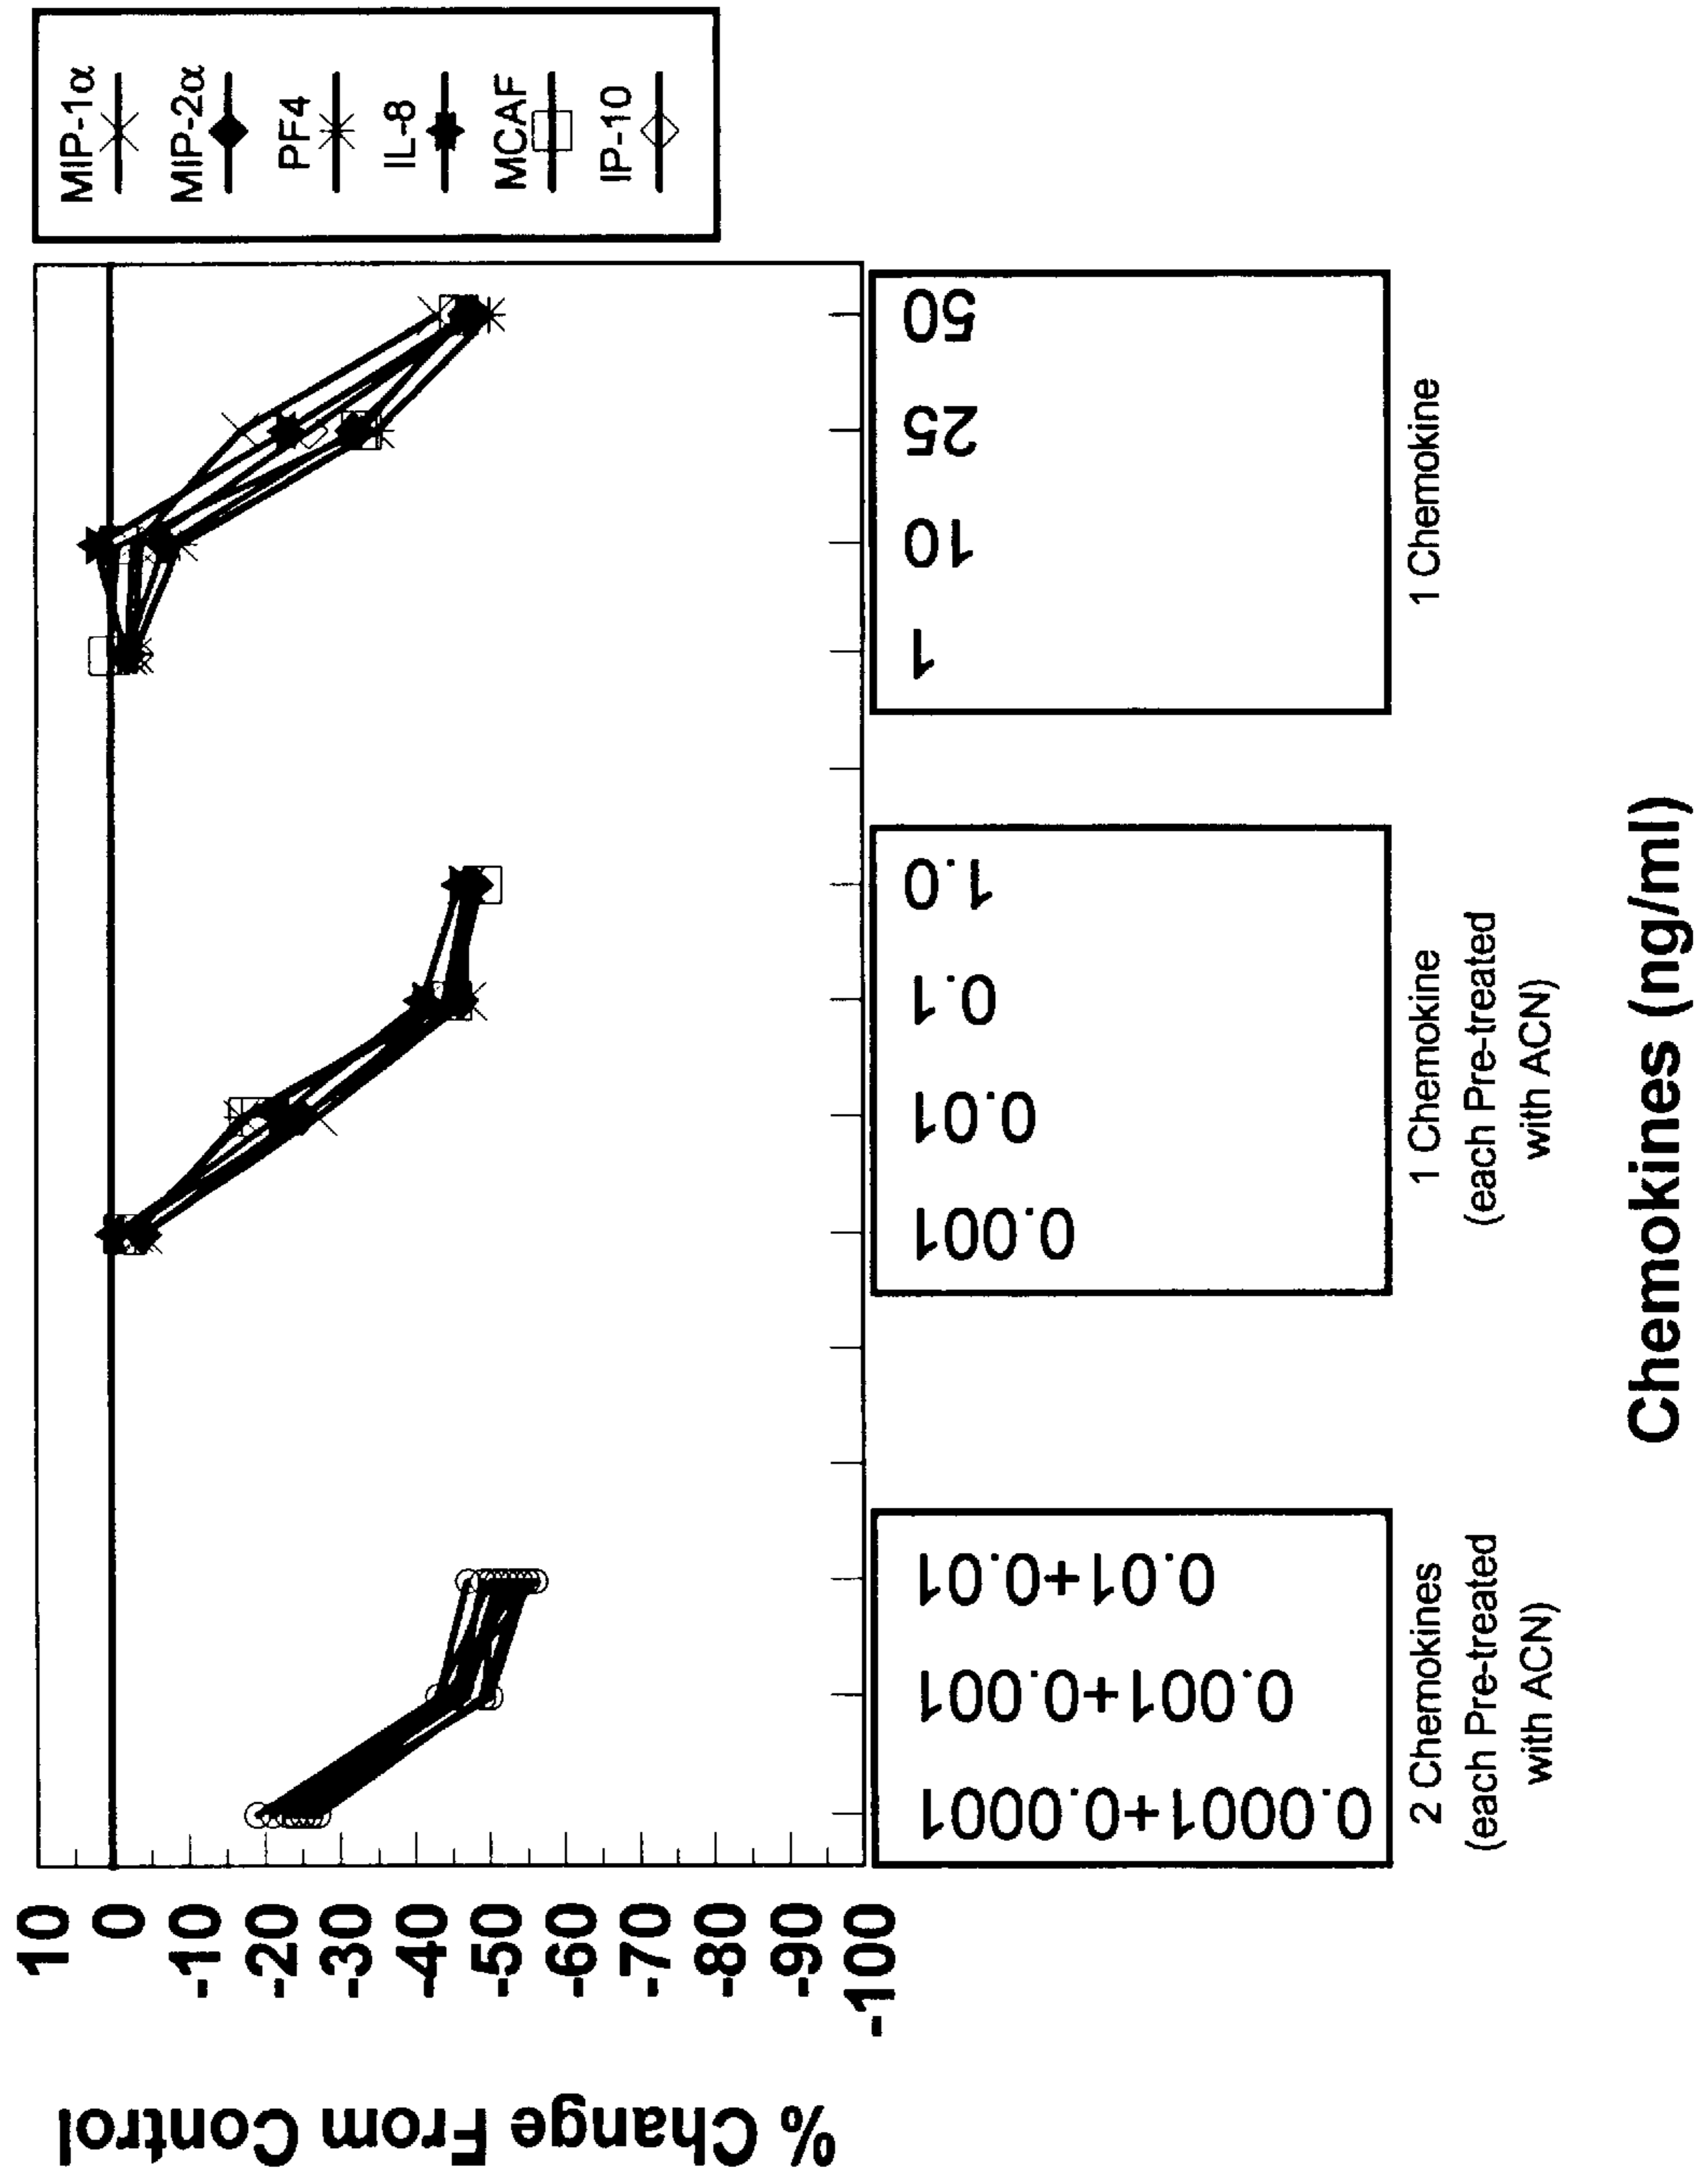 % Change From Control
10
0
-10
-20
-30
-40
-50
-60
-70
-80
-90
-100
MIP-1α
MIP-2α
PF4
IL-8
MCAF
IP-10
0.0001+0.0001
0.001+0.001
0.01+0.01
2 Chemokines
(each Pre-treated
with ACN)
0.001
0.01
0.1
1.0
1 Chemokine
(each Pre-treated
with ACN)
1
10
25
50
1 Chemokine
Chemokines (ng/ml)